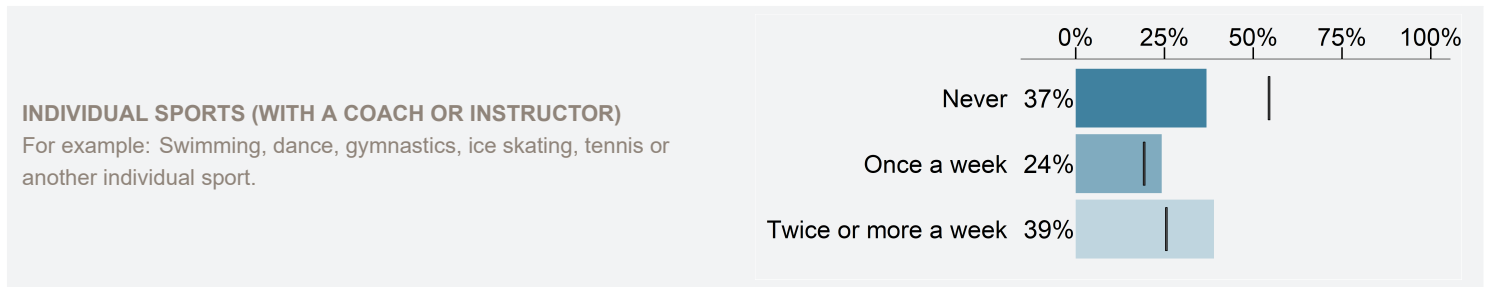 INDIVIDUAL SPORTS (WITH A COACH OR INSTRUCTOR)
For example: Swimming, dance, gymnastics, ice skating, tennis or
another individual sport.
0% 25% 50% 75% 100%
Never 37%
Once a week 24%
Twice or more a week 39%